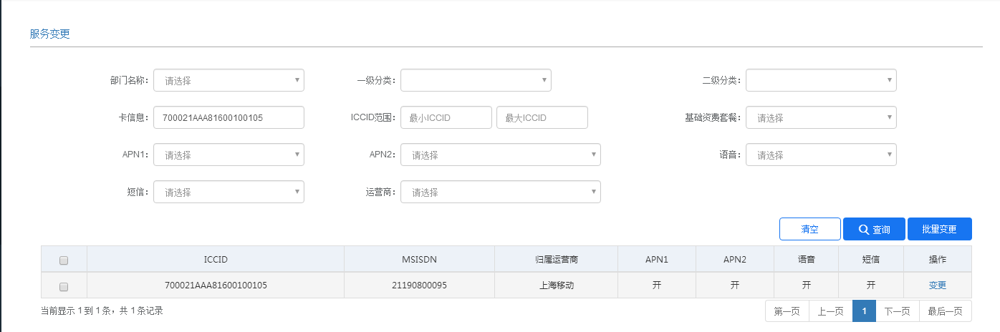 服务变更
部门名称： 请选择 一级分类： 二级分类：
卡信息： 700021AAA81600100105 ICCID范围： 最小ICCID 最大ICCID 基础资费套餐： 请选择
APN1： 请选择 APN2： 请选择 语音： 请选择
短信： 请选择 运营商： 请选择
清空 查询 批量变更
ICCID MSISDN 归属运营商 APN1 APN2 语音 短信 操作
700021AAA81600100105 21190800095 上海移动 开 开 开 开 变更
当前显示 1 到 1 条，共 1 条记录 第一页 上一页 1 下一页 最后一页